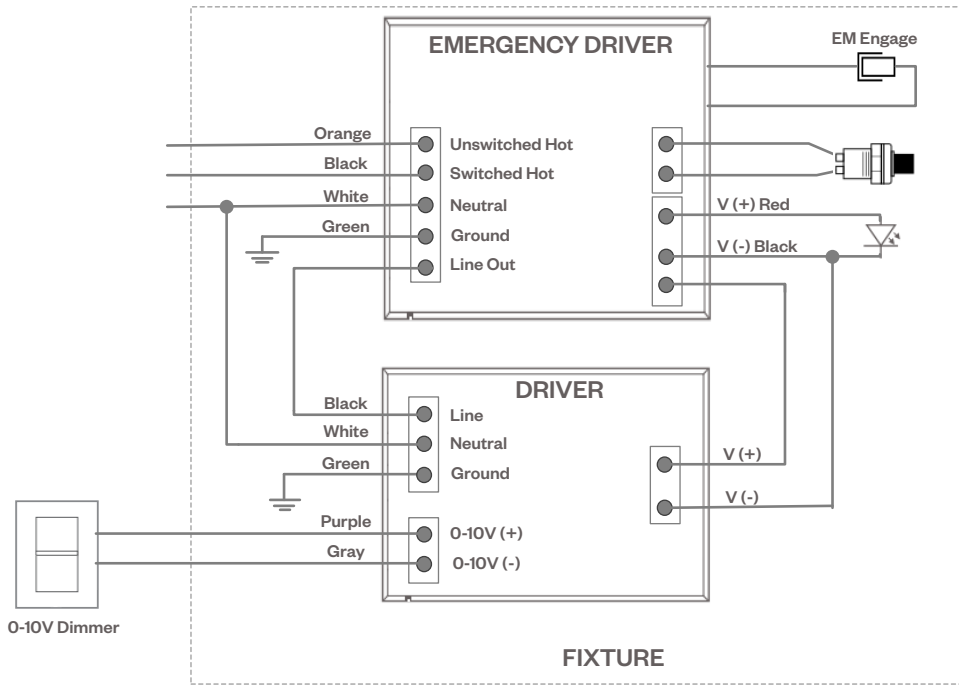 EMERGENCY DRIVER
EM Engage
Orange
Unswitched Hot
Black
Switched Hot
White
Neutral
V (+) Red
Green
Ground
V (-) Black
Line Out
DRIVER
Black
Line
White
Neutral
V (+)
Green
Ground
V (-)
Purple
0-10V (+)
Gray
0-10V (-)
0-10V Dimmer
FIXTURE